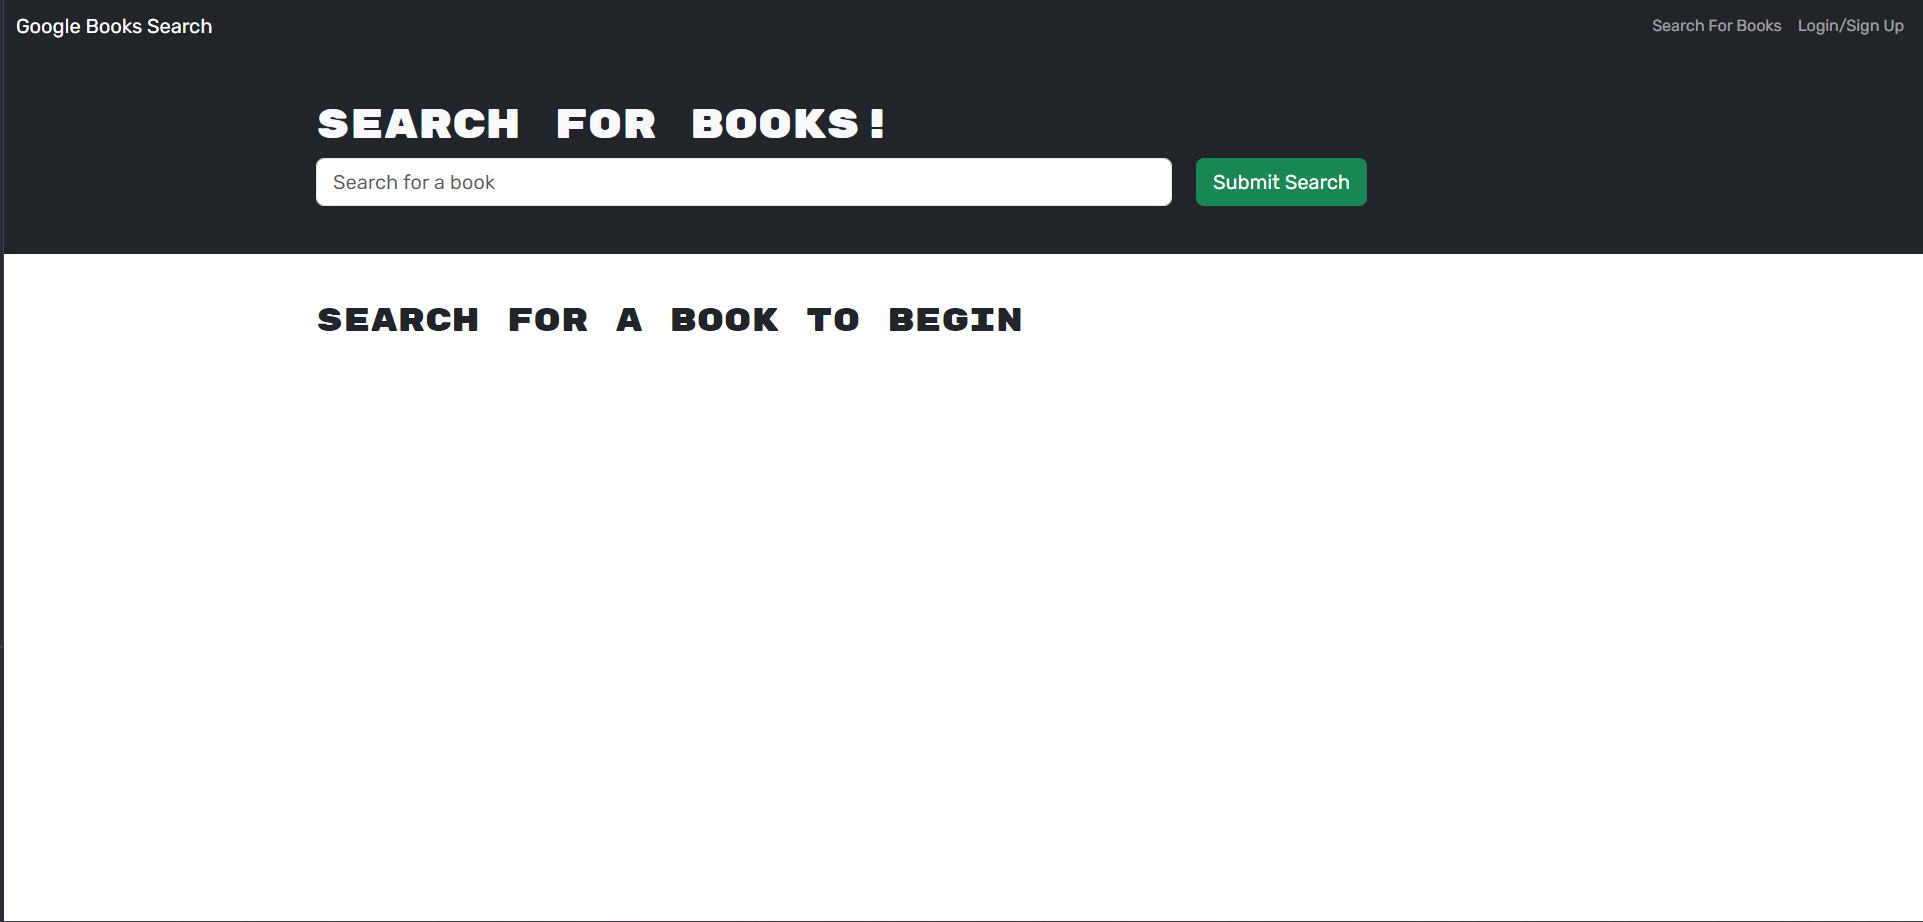 Google Books Search
Search For Books
Login/Sign Up
SEARCH FOR BOOKS!
Search for a book
Submit Search
SEARCH FOR A BOOK TO BEGIN